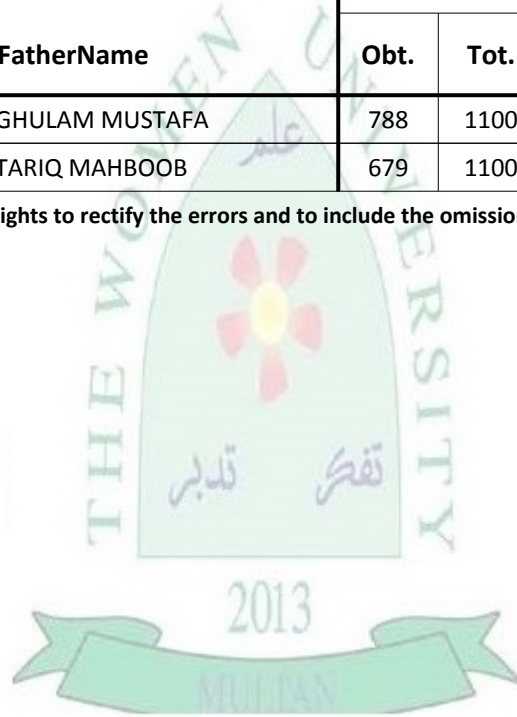 FatherName Obt. Tot.
GHULAM MUSTAFA 788 1100
TARIQ MAHBOOB 679 1100
ights to rectify the errors and to include the omission
THE WOMEN UNIVERSITY
علم
تدبر تفکر
2013
MULTAN